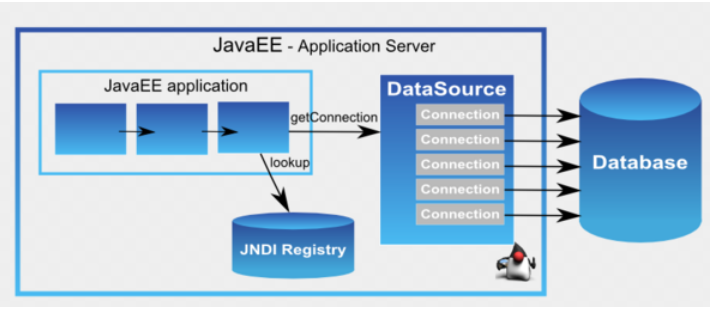 JavaEE - Application Server
JavaEE application
getConnection
lookup
JNDI Registry
DataSource
Connection
Connection
Connection
Connection
Connection
Database